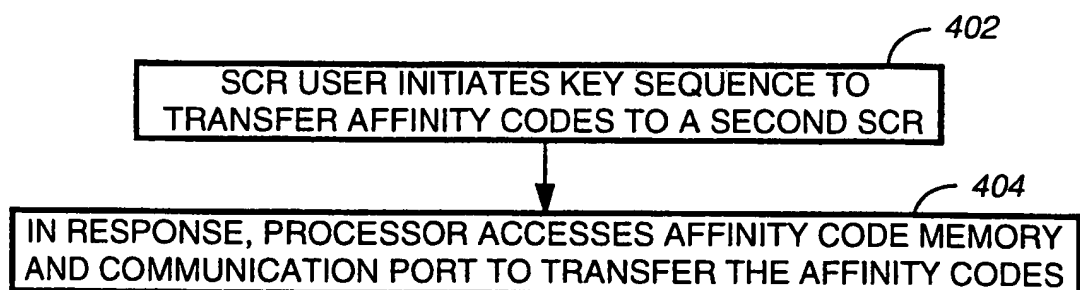 402
SCR USER INITIATES KEY SEQUENCE TO
TRANSFER AFFINITY CODES TO A SECOND SCR
404
IN RESPONSE, PROCESSOR ACCESSES AFFINITY CODE MEMORY
AND COMMUNICATION PORT TO TRANSFER THE AFFINITY CODES